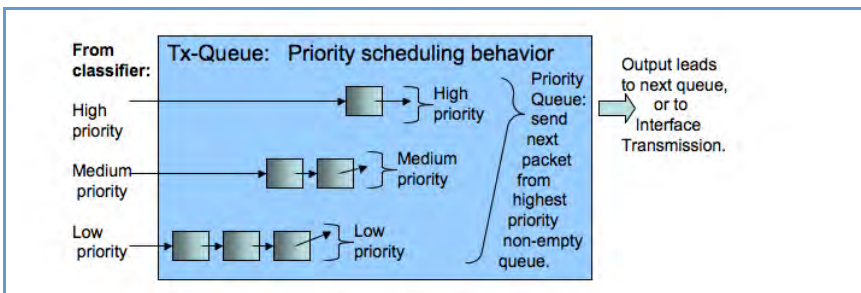 From
classifier:
High
priority
Medium
priority
Low
priority
Tx-Queue: Priority scheduling behavior
High
priority
Medium
priority
Low
priority
Priority
Queue:
send
next
packet
from
highest
priority
non-empty
queue.
Output leads
to next queue,
or to
Interface
Transmission.